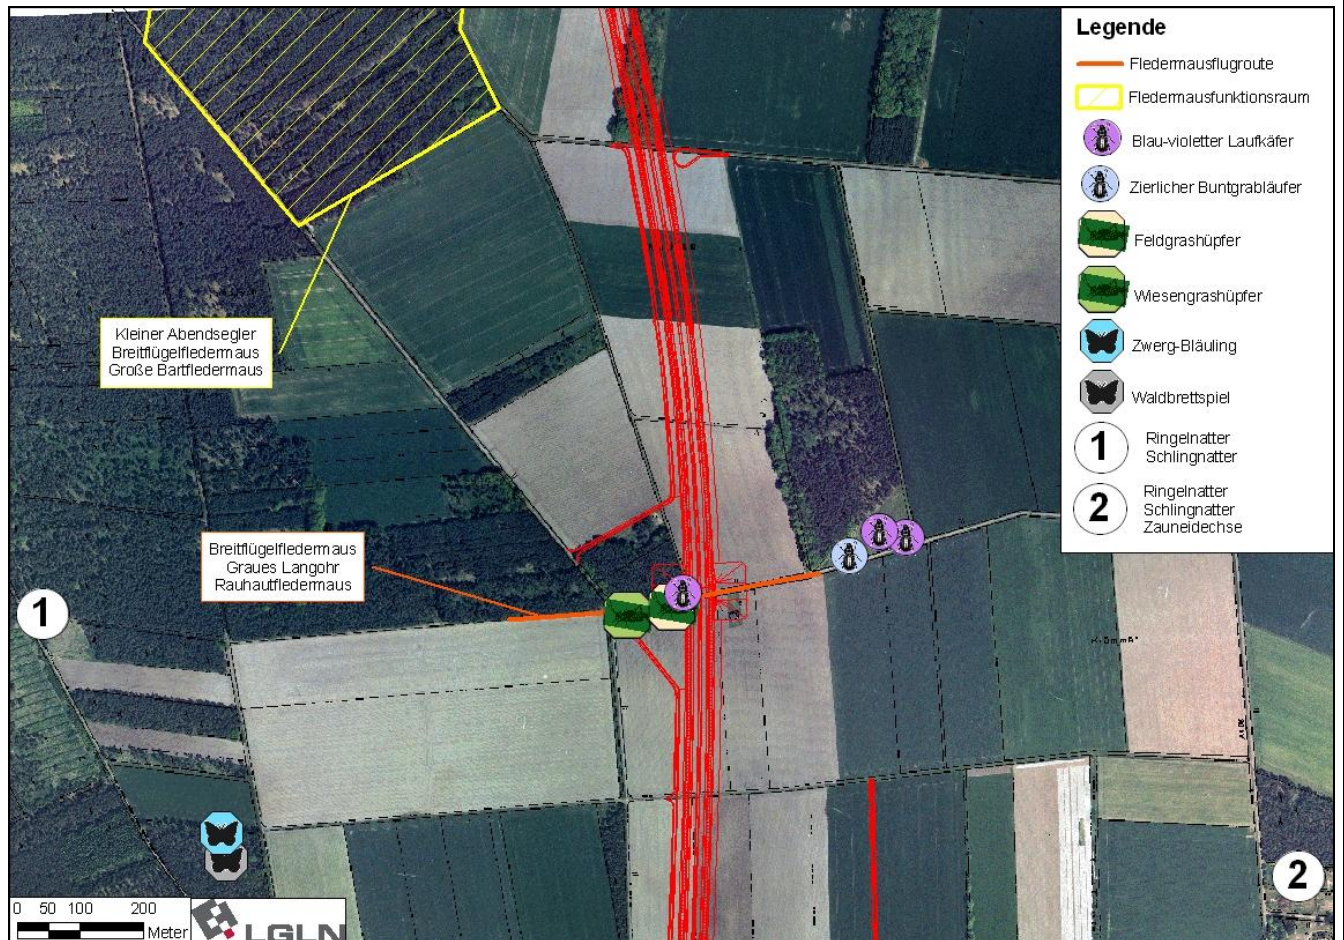 Legende
Fledermausflugroute
Fledermausfunktionsraum
Blau-violetter Laufkäfer
Zierlicher Buntgrabläufer
Feldgrashüpfer
Wiesengrashüpfer
Zwerg-Bläuling
Waldbrettspiel
1
Ringelnatter
Schlingnatter
2
Ringelnatter
Schlingnatter
Zauneidechse
Kleiner Abendsegler
Breitflügelfledermaus
Große Bartfledermaus
Breitflügelfledermaus
Graues Langohr
Rauhautfledermaus
1
2
0 50 100 200
Meter
LGLN